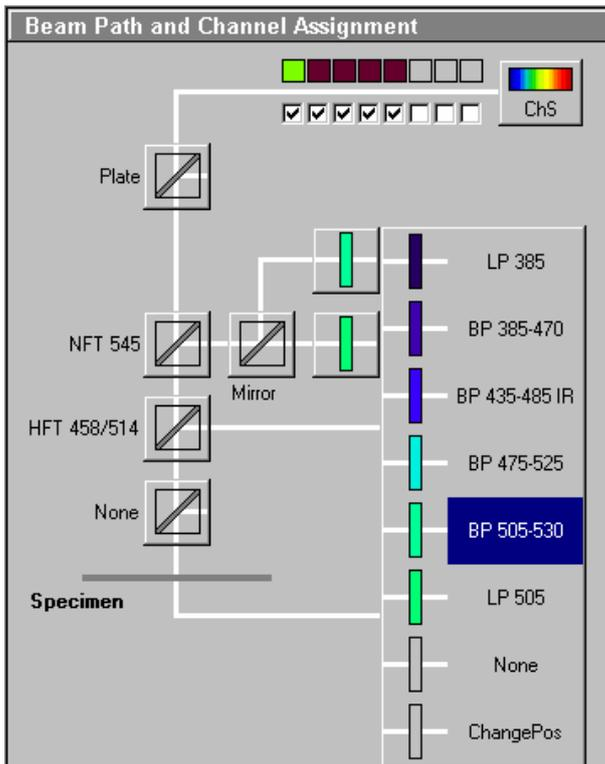 Beam Path and Channel Assignment
ChS
Plate
NFT 545
Mirror
HFT 458/514
None
Specimen
LP 385
BP 385-470
BP 435-485 IR
BP 475-525
BP 505-530
LP 505
None
ChangePos